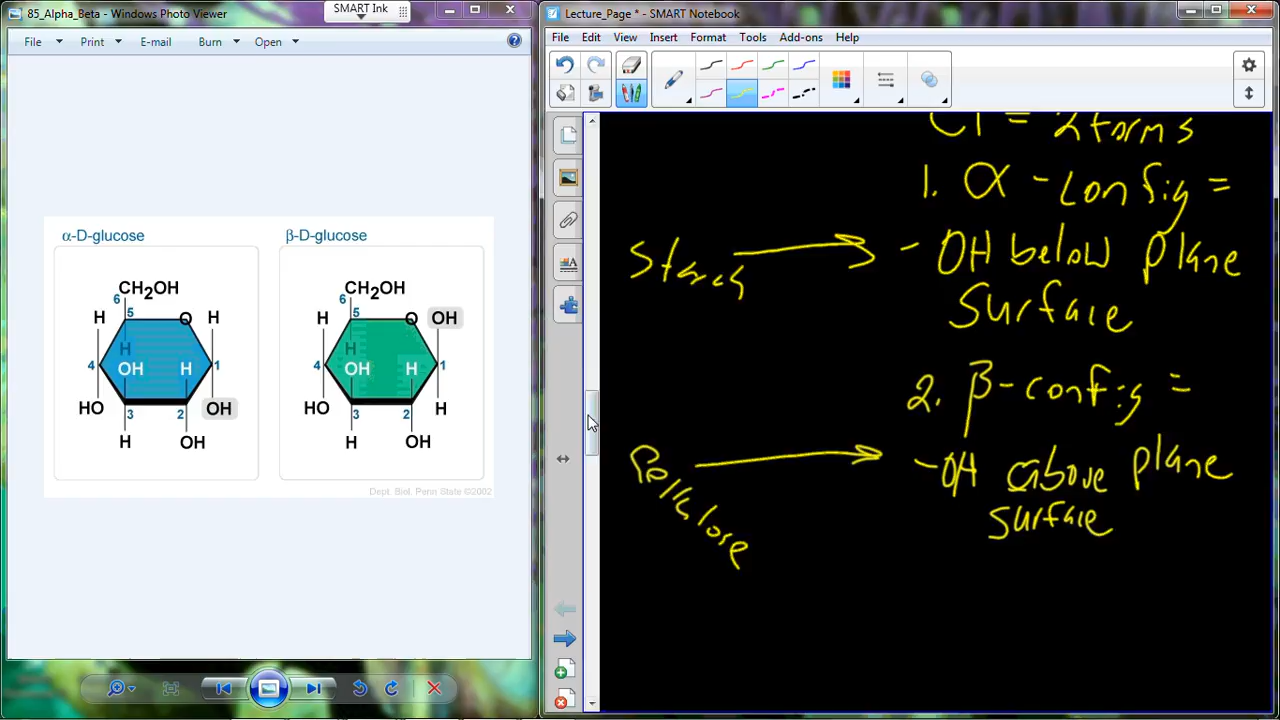 85_Alpha_Beta - Windows Photo Viewer
SMART Ink
File Print E-mail Burn Open
α-D-glucose
6 CH2OH
5 O
H H
H
4 OH H 1
HO OH
3 2
H OH
β-D-glucose
6 CH2OH
5 O OH
H
H
4 OH H 1
HO H
3 2
H OH
Dept. Biol. Penn State ©2002
Lecture_Page * - SMART Notebook
File Edit View Insert Format Tools Add-ons Help
C1 = 2 forms
1. α - config =
Starch - OH below plane
surface
2. β - config =
Cellulose - OH above plane
surface